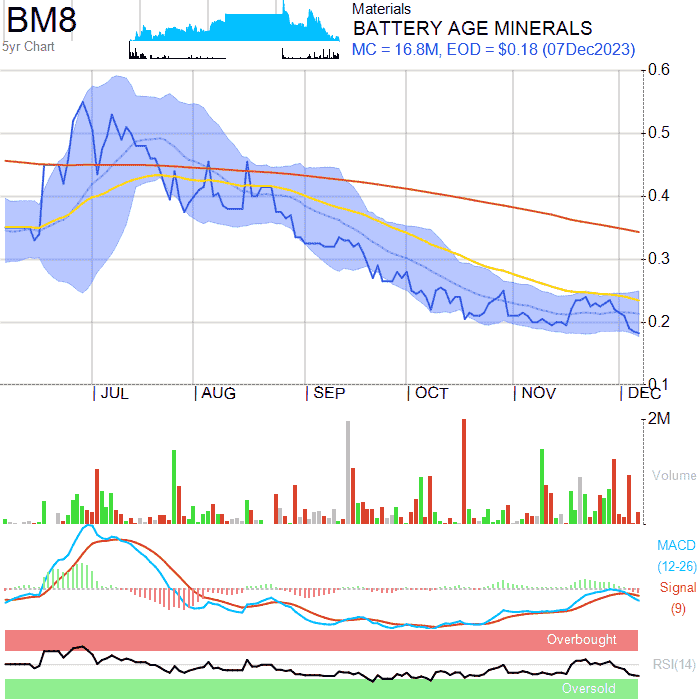 BM8
5yr Chart
Materials
BATTERY AGE MINERALS
MC = 16.8M, EOD = $0.18 (07Dec2023)
0.6
0.5
0.4
0.3
0.2
0.1
JUL AUG SEP OCT NOV DEC
2M
Volume
MACD
(12-26)
Signal
(9)
Overbought
RSI(14)
Oversold